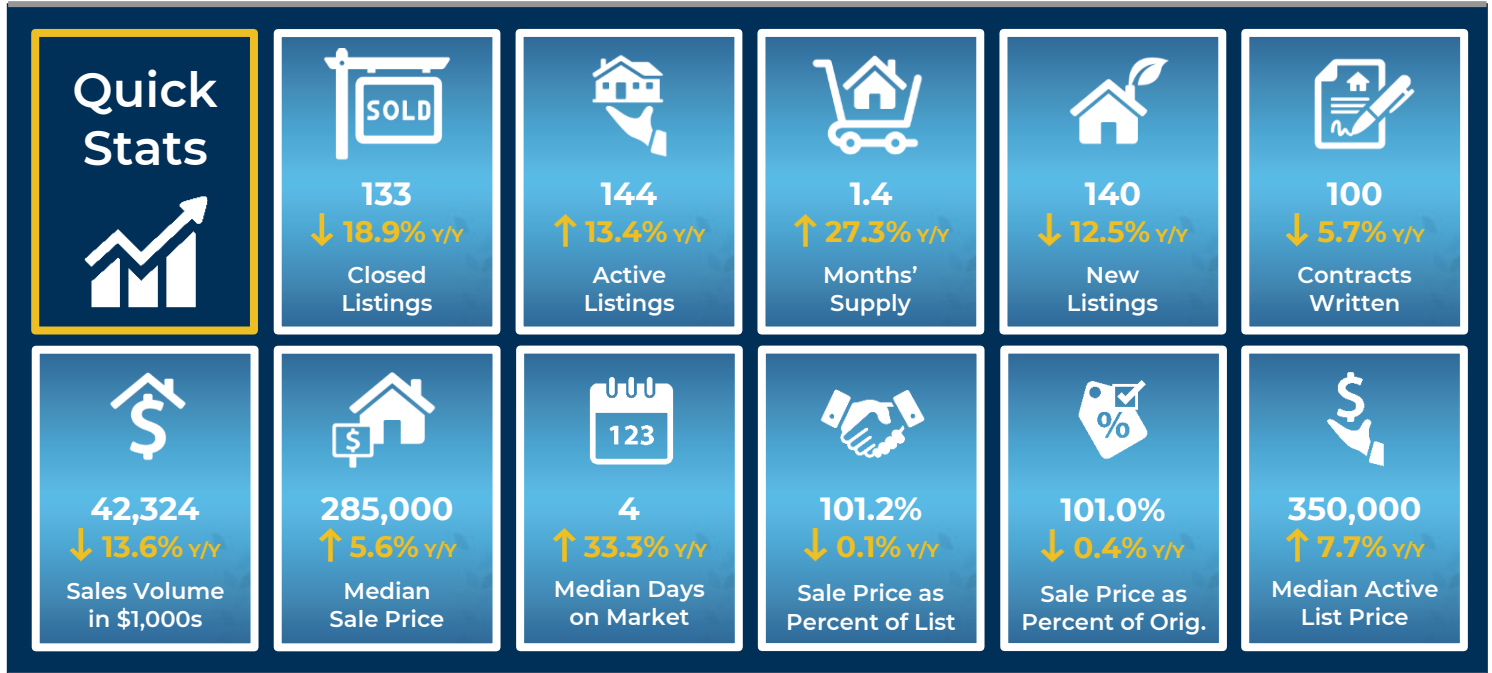 Quick
Stats
SOLD
133
↓ 18.9% Y/Y
Closed
Listings
144
↑ 13.4% Y/Y
Active
Listings
1.4
↑ 27.3% Y/Y
Months’
Supply
140
↓ 12.5% Y/Y
New
Listings
100
↓ 5.7% Y/Y
Contracts
Written
$
42,324
↓ 13.6% Y/Y
Sales Volume
in $1,000s
$
285,000
↑ 5.6% Y/Y
Median
Sale Price
123
4
↑ 33.3% Y/Y
Median Days
on Market
101.2%
↓ 0.1% Y/Y
Sale Price as
Percent of List
%
101.0%
↓ 0.4% Y/Y
Sale Price as
Percent of Orig.
$
350,000
↑ 7.7% Y/Y
Median Active
List Price